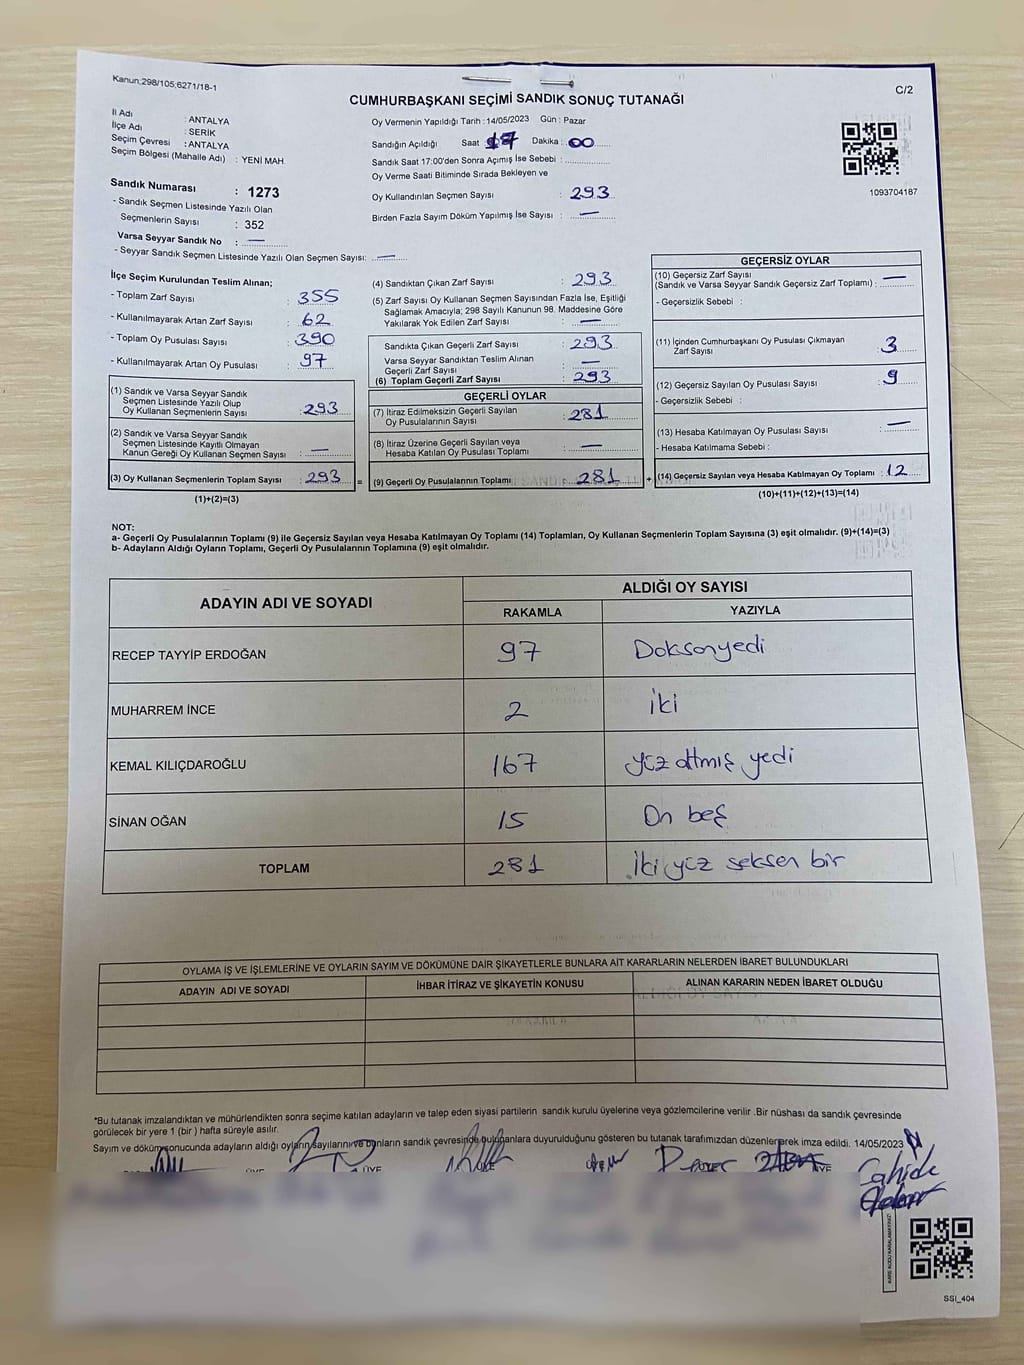 Kanun:298/105;6271/18-1
C/2
CUMHURBAŞKANI SEÇİMİ SANDIK SONUÇ TUTANAĞI
İl Adı : ANTALYA
İlçe Adı : SERİK
Seçim Çevresi : ANTALYA
Seçim Bölgesi (Mahalle Adı) : YENİ MAH.
Sandık Numarası : 1273
- Sandık Seçmen Listesinde Yazılı Olan
Seçmenlerin Sayısı : 352
Varsa Seyyar Sandık No : —
- Seyyar Sandık Seçmen Listesinde Yazılı Olan Seçmen Sayısı: —
Oy Vermenin Yapıldığı Tarih :14/05/2023 Gün : Pazar
Sandığın Açıldığı Saat 17 Dakika : 00
Sandık Saat 17:00'den Sonra Açımış İse Sebebi :
Oy Verme Saati Bitiminde Sırada Bekleyen ve
Oy Kullandırılan Seçmen Sayısı : 293
Birden Fazla Sayım Döküm Yapılmış İse Sayısı : —
1093704187
İlçe Seçim Kurulundan Teslim Alınan;
- Toplam Zarf Sayısı : 355
- Kullanılmayarak Artan Zarf Sayısı : 62
- Toplam Oy Pusulası Sayısı : 390
- Kullanılmayarak Artan Oy Pusulası : 97
(1) Sandık ve Varsa Seyyar Sandık
Seçmen Listesinde Yazılı Olup
Oy Kullanan Seçmenlerin Sayısı : 293
(2) Sandık ve Varsa Seyyar Sandık
Seçmen Listesinde Kayıtlı Olmayan
Kanun Gereği Oy Kullanan Seçmen Sayısı : —
(3) Oy Kullanan Seçmenlerin Toplam Sayısı : 293 =
(1)+(2)=(3)
(4) Sandıktan Çıkan Zarf Sayısı : 293
(5) Zarf Sayısı Oy Kullanan Seçmen Sayısından Fazla İse, Eşitliği
Sağlamak Amacıyla; 298 Sayılı Kanunun 98. Maddesine Göre
Yakılarak Yok Edilen Zarf Sayısı : —
Sandıkta Çıkan Geçerli Zarf Sayısı : 293
Varsa Seyyar Sandıktan Teslim Alınan
Geçerli Zarf Sayısı : —
(6) Toplam Geçerli Zarf Sayısı : 293
GEÇERLİ OYLAR
(7) İtiraz Edilmeksizin Geçerli Sayılan
Oy Pusulalarının Sayısı : 281
(8) İtiraz Üzerine Geçerli Sayılan veya
Hesaba Katılan Oy Pusulası Toplamı : —
(9) Geçerli Oy Pusulalarının Toplamı : 281 +
GEÇERSİZ OYLAR
(10) Geçersiz Zarf Sayısı —
(Sandık ve Varsa Seyyar Sandık Geçersiz Zarf Toplamı) :
- Geçersizlik Sebebi :
(11) İçinden Cumhurbaşkanı Oy Pusulası Çıkmayan
Zarf Sayısı : 3
(12) Geçersiz Sayılan Oy Pusulası Sayısı : 9
- Geçersizlik Sebebi :
(13) Hesaba Katılmayan Oy Pusulası Sayısı : —
- Hesaba Katılmama Sebebi :
(14) Geçersiz Sayılan veya Hesaba Katılmayan Oy Toplamı : 12
(10)+(11)+(12)+(13)=(14)
NOT:
a- Geçerli Oy Pusulalarının Toplamı (9) ile Geçersiz Sayılan veya Hesaba Katılmayan Oy Toplamı (14) Toplamları, Oy Kullanan Seçmenlerin Toplam Sayısına (3) eşit olmalıdır. (9)+(14)=(3)
b- Adayların Aldığı Oyların Toplamı, Geçerli Oy Pusulalarının Toplamına (9) eşit olmalıdır.
ADAYIN ADI VE SOYADI ALDIĞI OY SAYISI
RAKAMLA YAZIYLA
RECEP TAYYİP ERDOĞAN 97 Doksanyedi
MUHARREM İNCE 2 İki
KEMAL KILIÇDAROĞLU 167 yüz altmış yedi
SİNAN OĞAN 15 On beş
TOPLAM 281 İki yüz seksen bir
OYLAMA İŞ VE İŞLEMLERİNE VE OYLARIN SAYIM VE DÖKÜMÜNE DAİR ŞİKAYETLERLE BUNLARA AİT KARARLARIN NELERDEN İBARET BULUNDUKLARI
ADAYIN ADI VE SOYADI İHBAR İTİRAZ VE ŞİKAYETİN KONUSU ALINAN KARARIN NEDEN İBARET OLDUĞU
*Bu tutanak imzalandıktan ve mühürlendikten sonra seçime katılan adayların ve talep eden siyasi partilerin sandık kurulu üyelerine veya gözlemcilerine verilir .Bir nüshası da sandık çevresinde
görülecek bir yere 1 (bir ) hafta süreyle asılır.
Sayım ve döküm sonucunda adayların aldığı oyların sayılarını ve bunların sandık çevresinde bulunanlara duyurulduğunu gösteren bu tutanak tarafımızdan düzenlenerek imza edildi. 14/05/2023
ÜYE ÜYE ÜYE ÜYE
Cahide
SSI_404